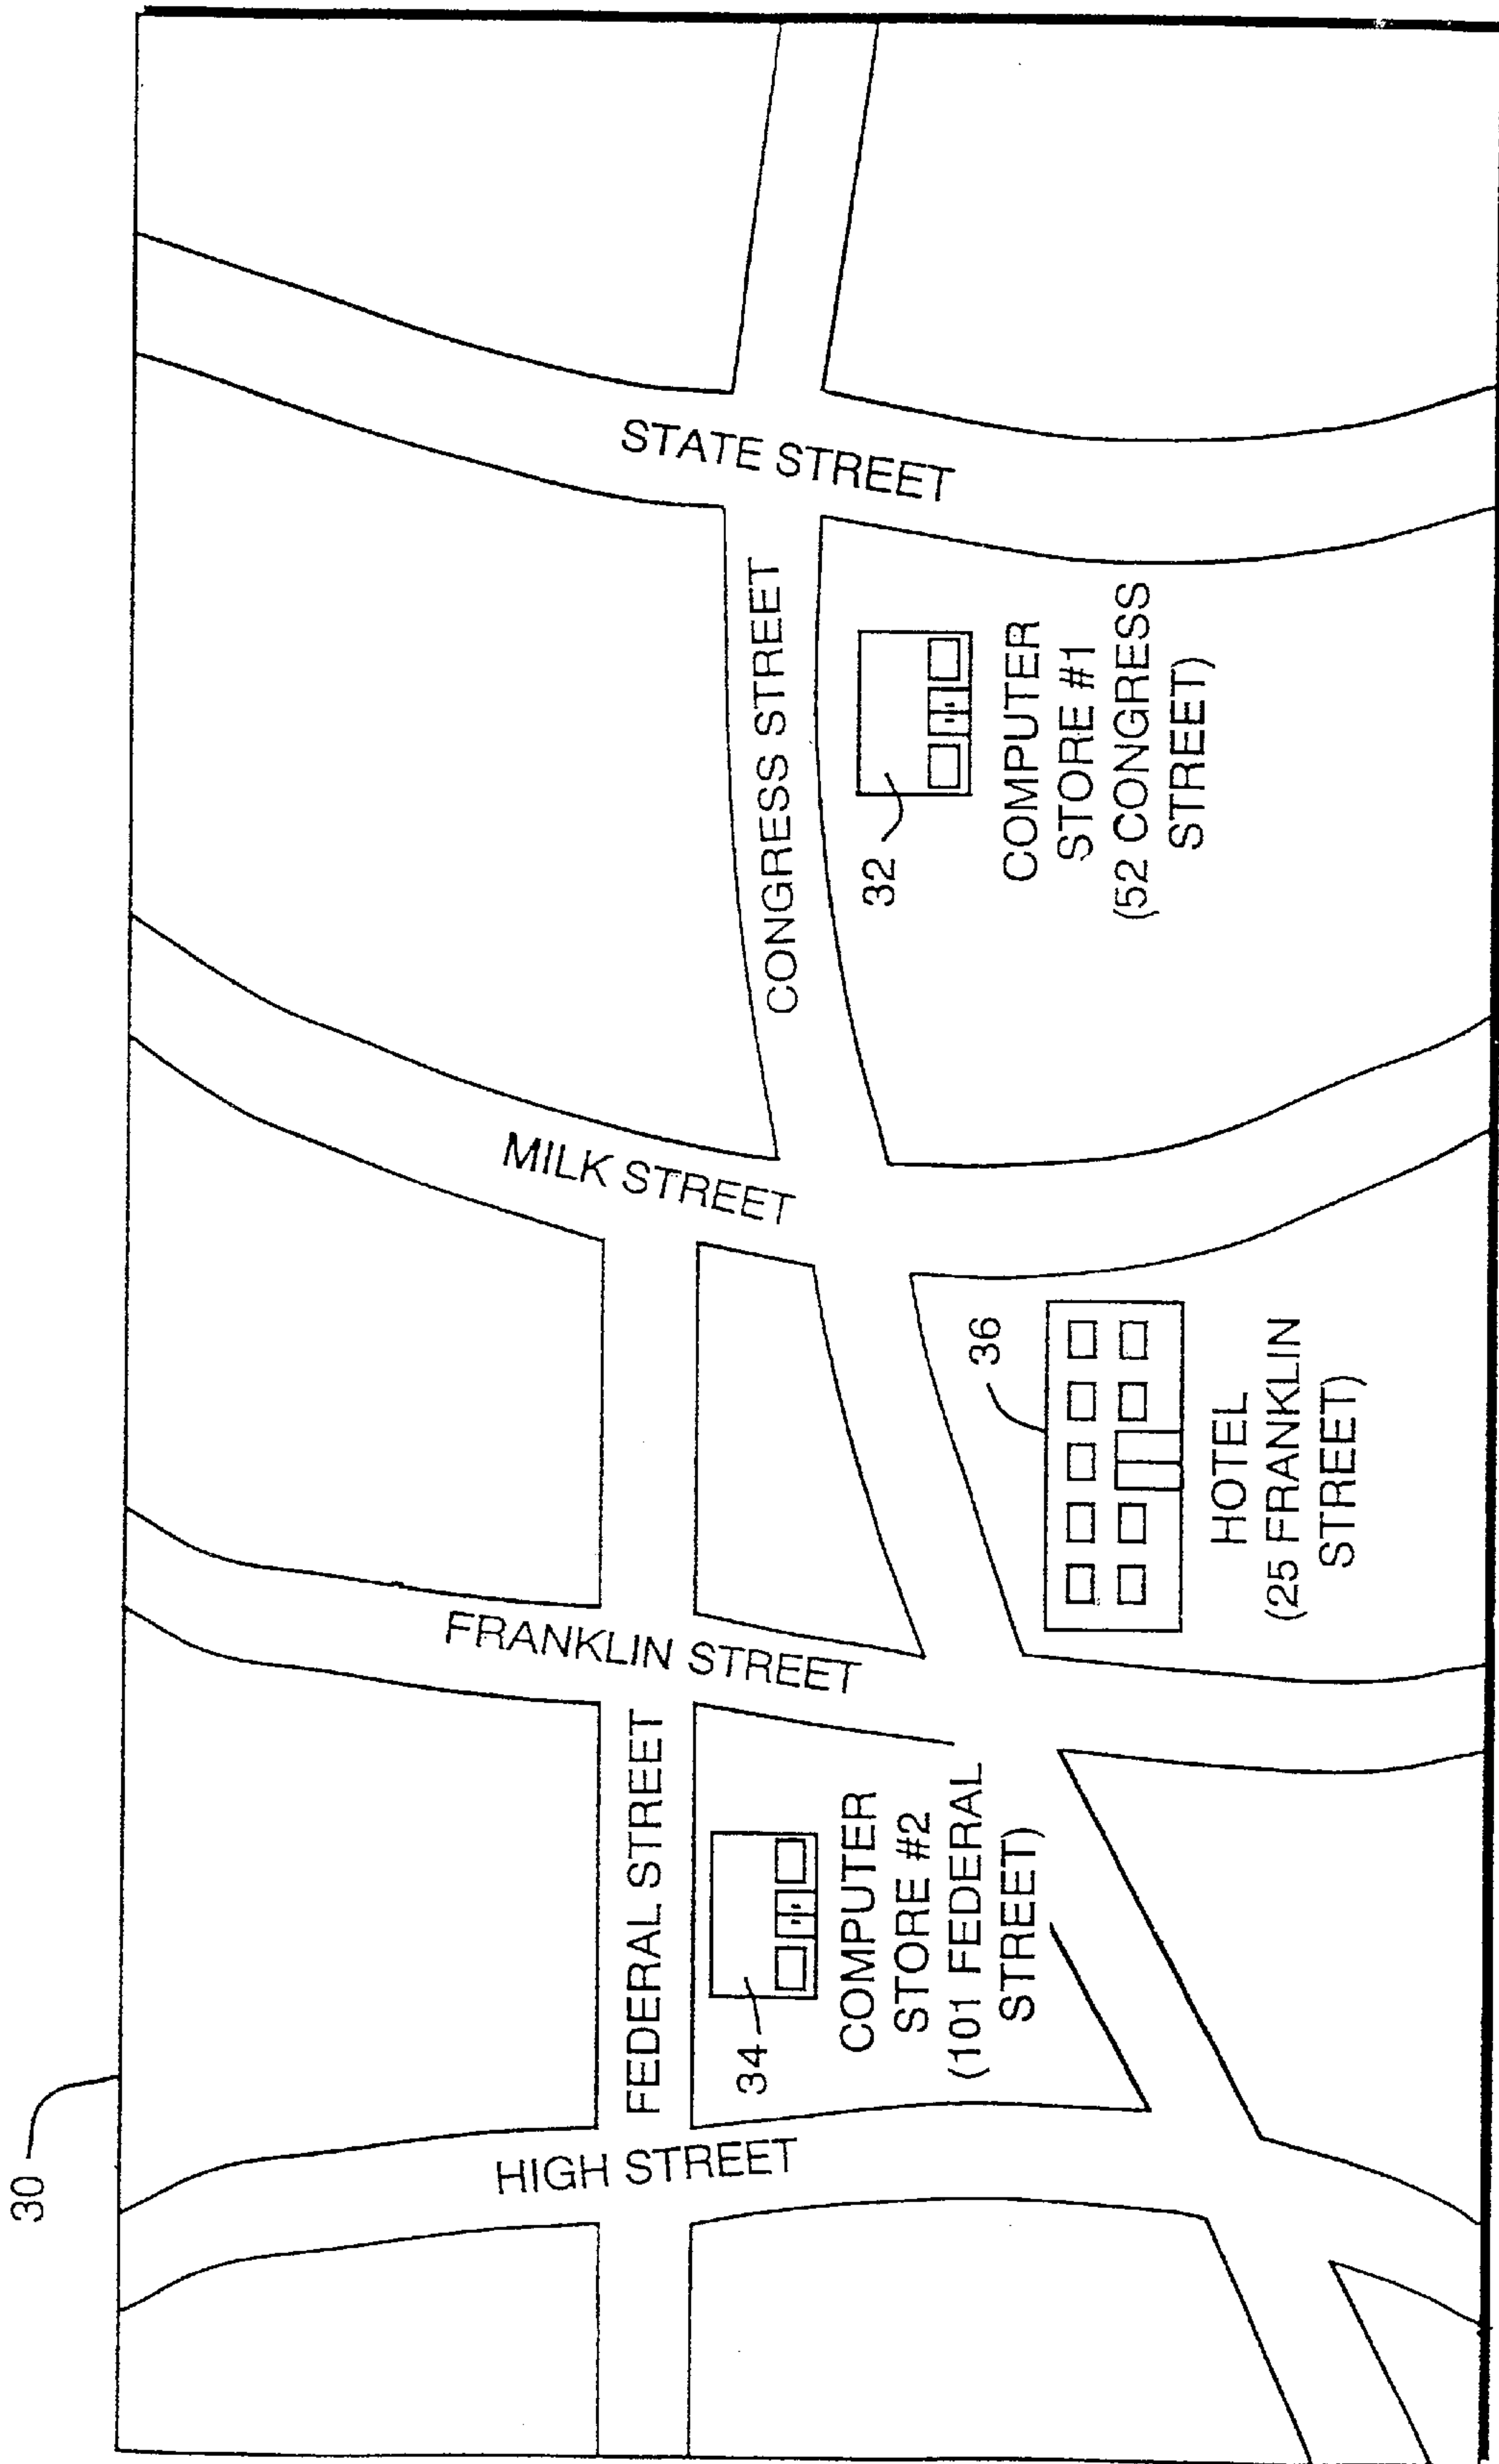 30
HIGH STREET
FEDERAL STREET
34
COMPUTER
STORE #2
(101 FEDERAL
STREET)
FRANKLIN STREET
36
HOTEL
(25 FRANKLIN
STREET)
MILK STREET
CONGRESS STREET
32
COMPUTER
STORE #1
(52 CONGRESS
STREET)
STATE STREET